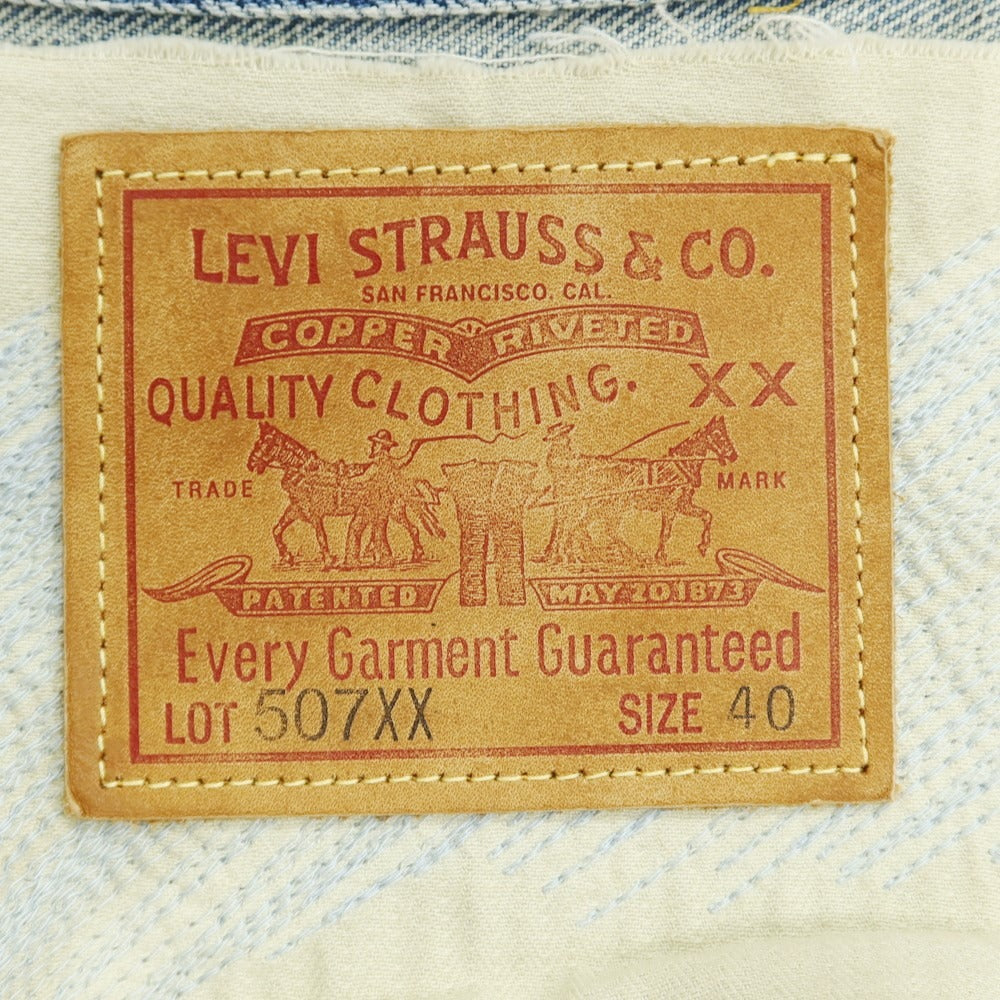 LEVI STRAUSS & CO.
SAN FRANCISCO. CAL.
COPPER RIVETED
QUALITY CLOTHING. XX
TRADE MARK
PATENTED MAY 20 1873
Every Garment Guaranteed
LOT 507XX SIZE 40